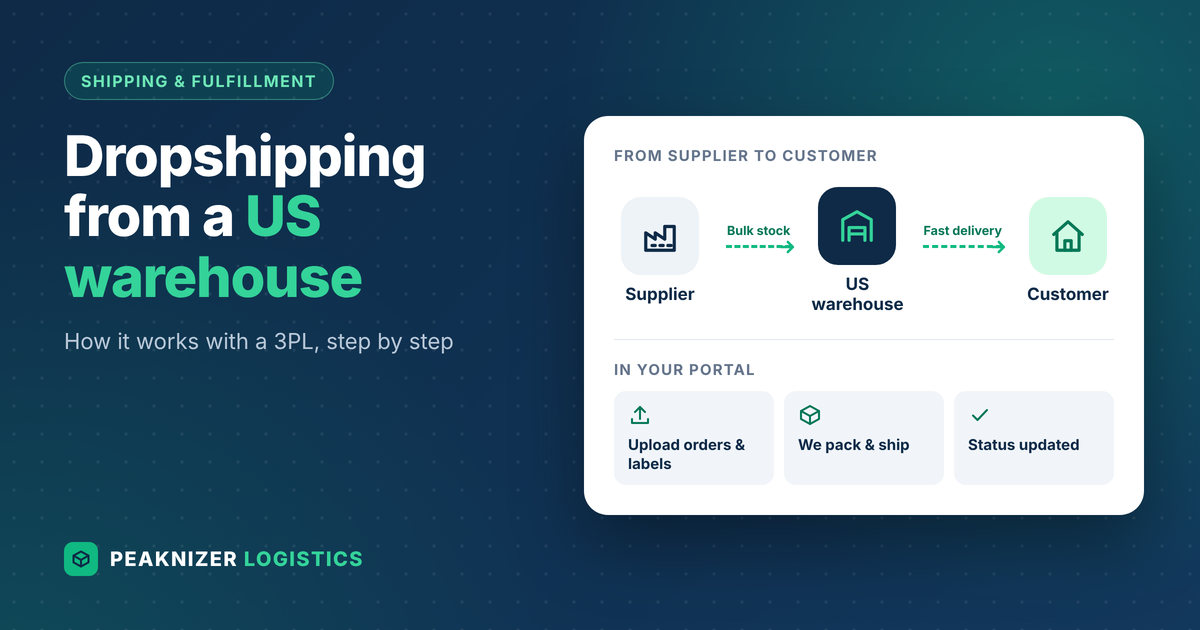 SHIPPING & FULFILLMENT
Dropshipping
from a US
warehouse
How it works with a 3PL, step by step
PEAKNIZER LOGISTICS
FROM SUPPLIER TO CUSTOMER
Bulk stock
Fast delivery
Supplier
US
warehouse
Customer
IN YOUR PORTAL
Upload orders &
labels
We pack & ship
Status updated